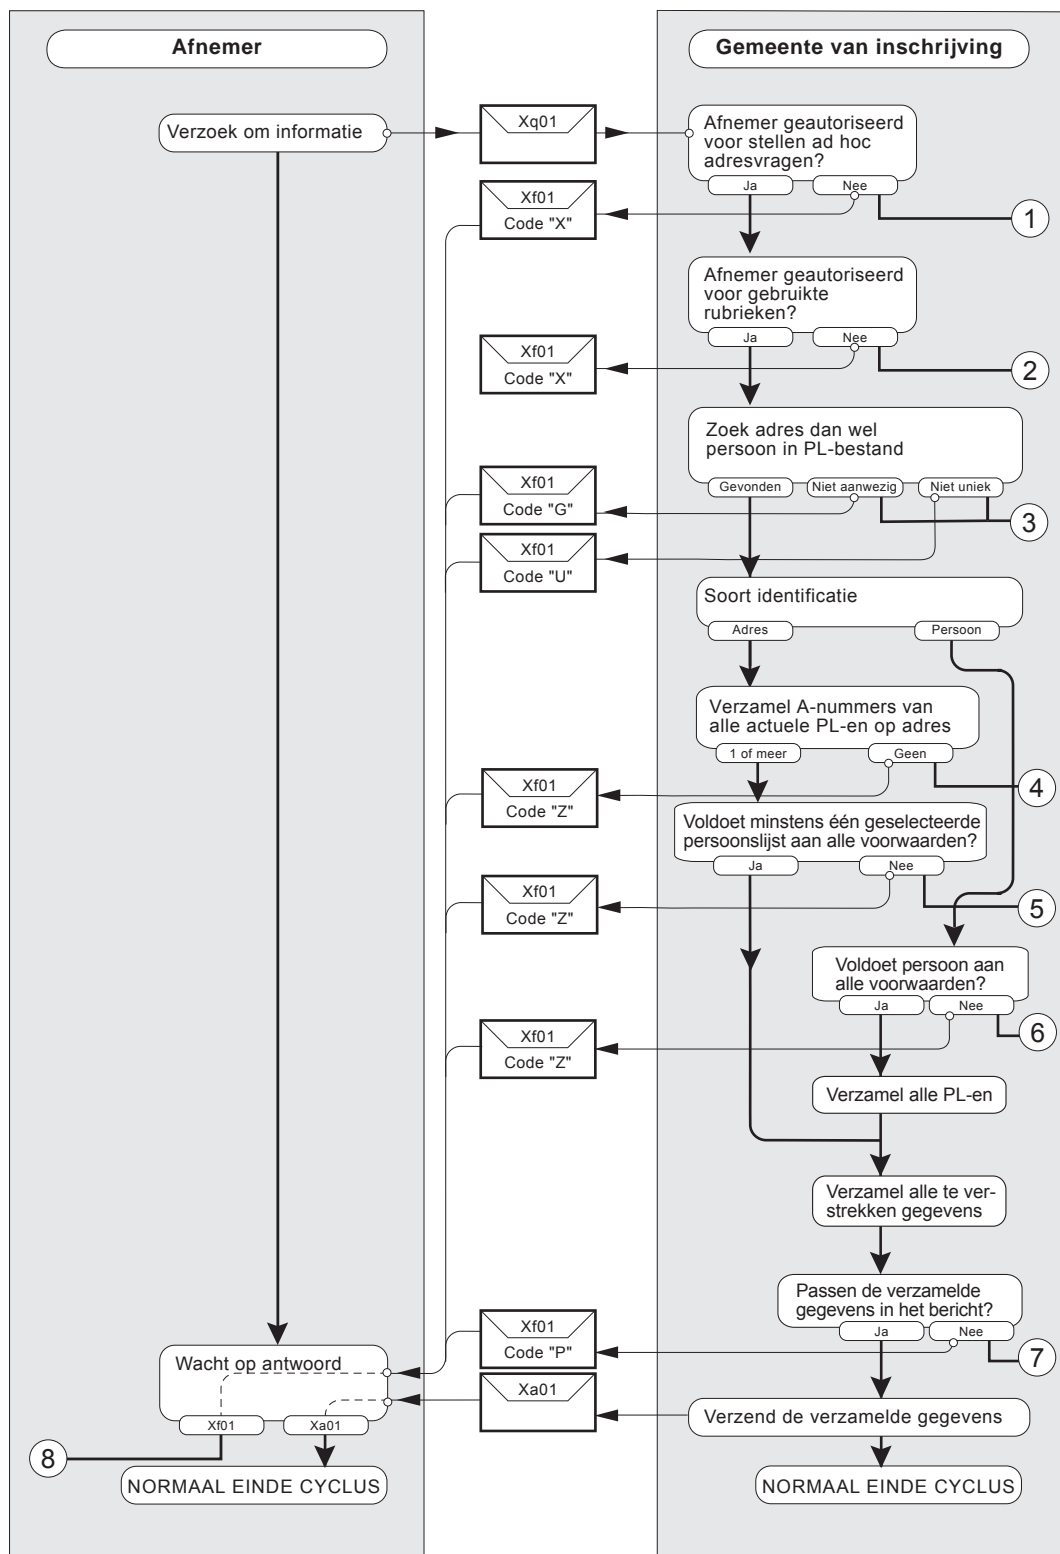 Afnemer
Gemeente van inschrijving
Verzoek om informatie
Xq01
Afnemer geautoriseerd
voor stellen ad hoc
adresvragen?
Ja
Nee
Xf01
Code "X"
1
Afnemer geautoriseerd
voor gebruikte
rubrieken?
Ja
Nee
Xf01
Code "X"
2
Zoek adres dan wel
persoon in PL-bestand
Gevonden
Niet aanwezig
Niet uniek
Xf01
Code "G"
3
Xf01
Code "U"
Soort identificatie
Adres
Persoon
Verzamel A-nummers van
alle actuele PL-en op adres
1 of meer
Geen
Xf01
Code "Z"
4
Voldoet minstens één geselecteerde
persoonslijst aan alle voorwaarden?
Ja
Nee
Xf01
Code "Z"
5
Voldoet persoon aan
alle voorwaarden?
Ja
Nee
Xf01
Code "Z"
6
Verzamel alle PL-en
Verzamel alle te ver-
strekken gegevens
Passen de verzamelde
gegevens in het bericht?
Ja
Nee
Xf01
Code "P"
7
Wacht op antwoord
Xf01
Xa01
Xa01
Verzend de verzamelde gegevens
8
NORMAAL EINDE CYCLUS
NORMAAL EINDE CYCLUS